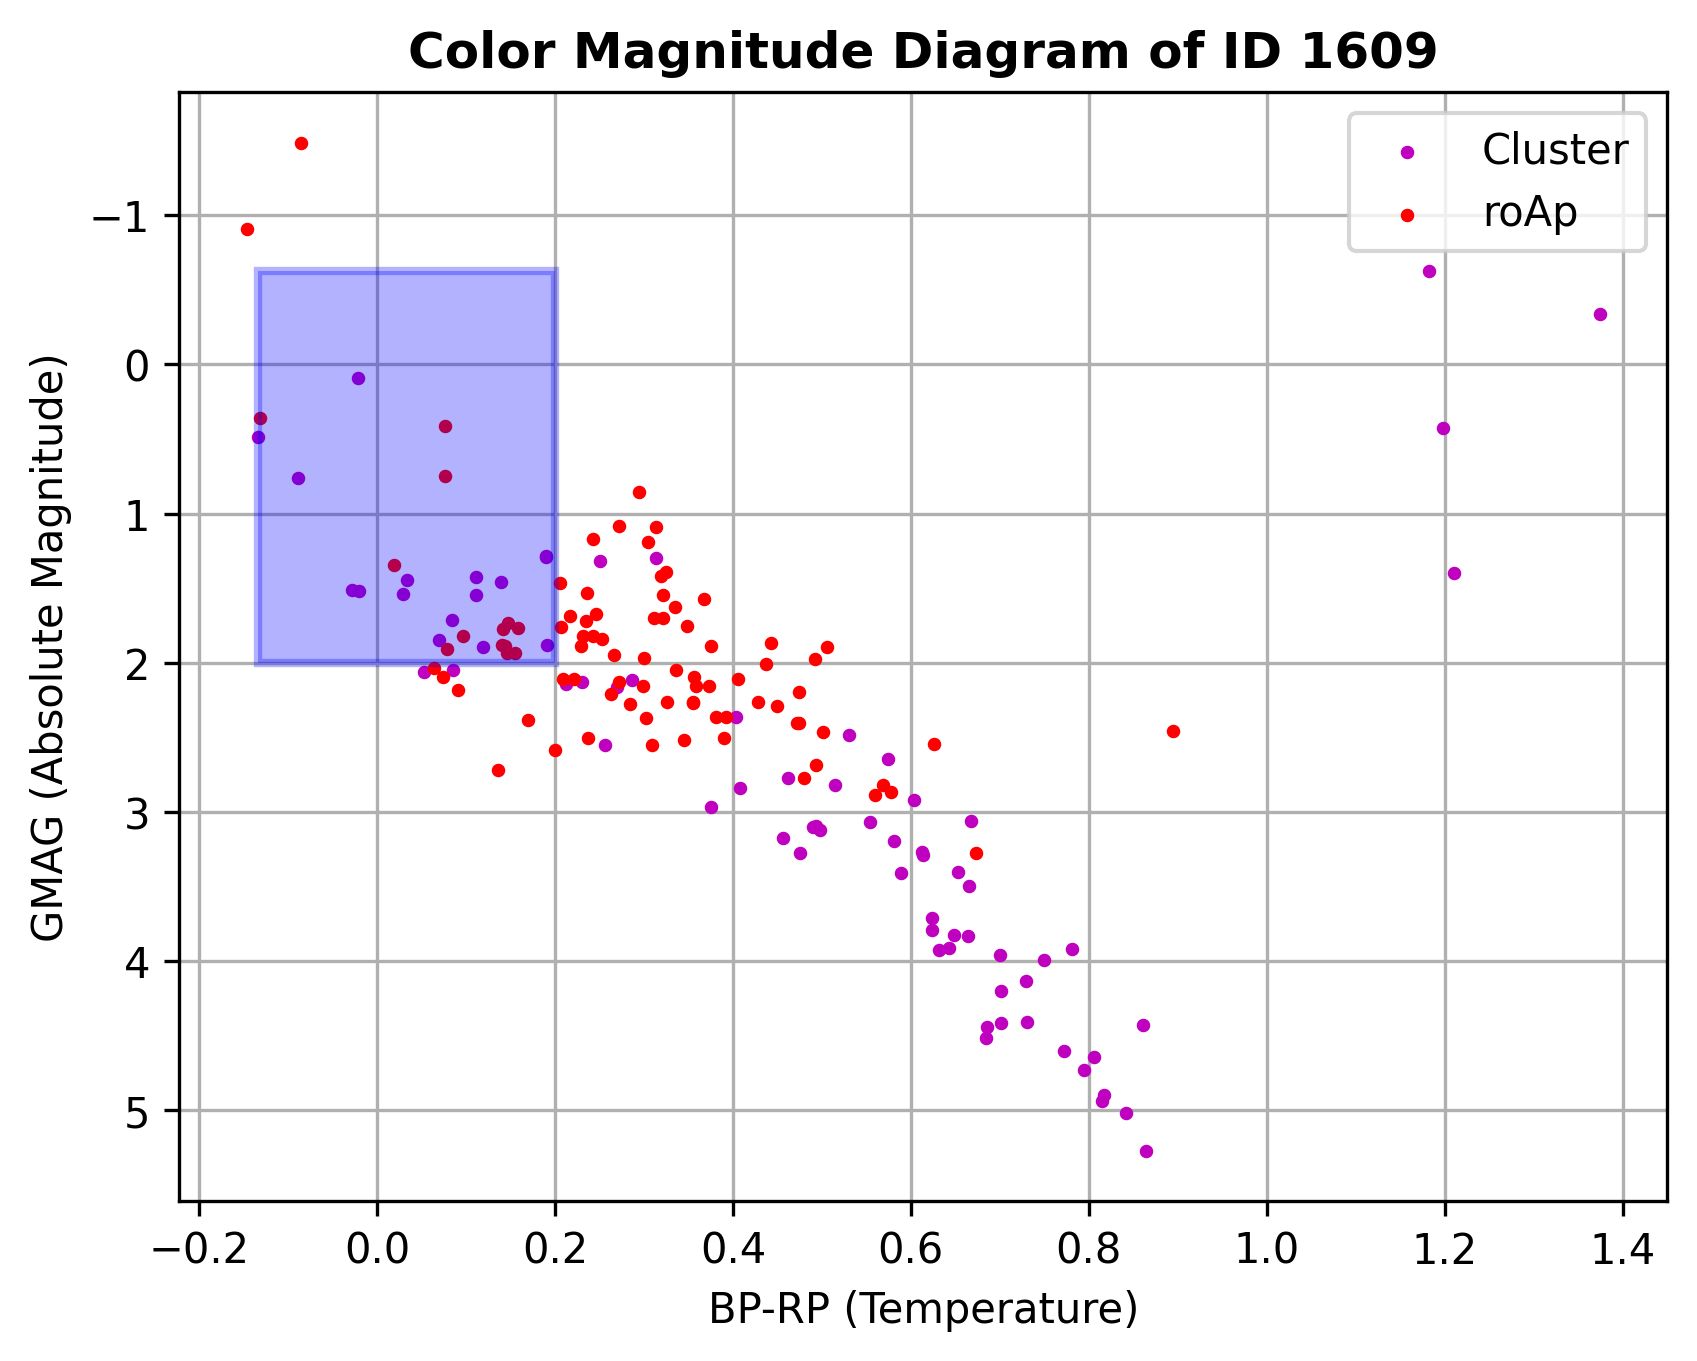 Color Magnitude Diagram of ID 1609
Cluster
roAp
−1
0
1
2
3
4
5
GMAG (Absolute Magnitude)
−0.2 0.0 0.2 0.4 0.6 0.8 1.0 1.2 1.4
BP-RP (Temperature)